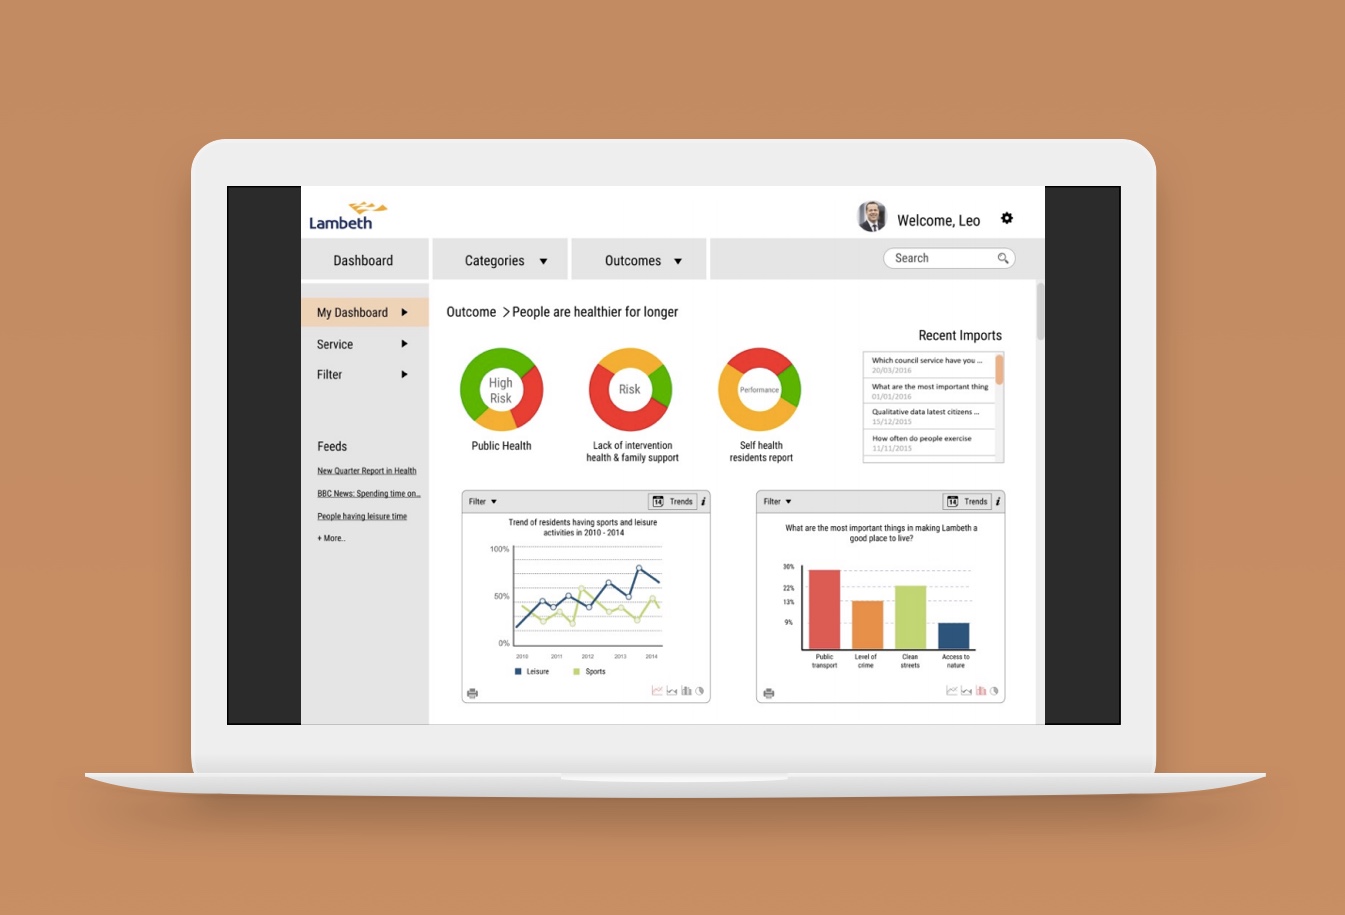 Lambeth
Welcome, Leo
Dashboard
Categories
Outcomes
Search
My Dashboard
Service
Filter
Feeds
New Quarter Report in Health
BBC News: Spending time on...
People having leisure time
+ More..
Outcome >People are healthier for longer
High
Risk
Public Health
Risk
Lack of intervention
health & family support
Performance
Self health
residents report
Recent Imports
Which council service have you ...
20/03/2016
What are the most important thing
01/01/2016
Qualitative data latest citizens ...
15/12/2015
How often do people exercise
11/11/2015
Filter
14
Trends
i
Trend of residents having sports and leisure
activities in 2010 - 2014
100%
50%
0%
2010
2011
2012
2013
2014
Leisure
Sports
Filter
14
Trends
i
What are the most important things in making Lambeth a
good place to live?
30%
22%
13%
9%
Public
transport
Level of
crime
Clean
streets
Access to
nature